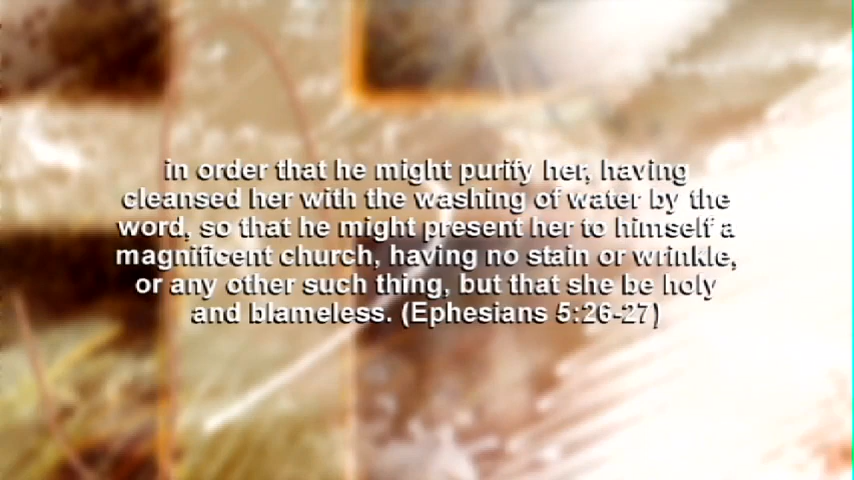 in order that he might purify her, having
cleansed her with the washing of water by the
word, so that he might present her to himself a
magnificent church, having no stain or wrinkle,
or any other such thing, but that she be holy
and blameless. (Ephesians 5:26-27)